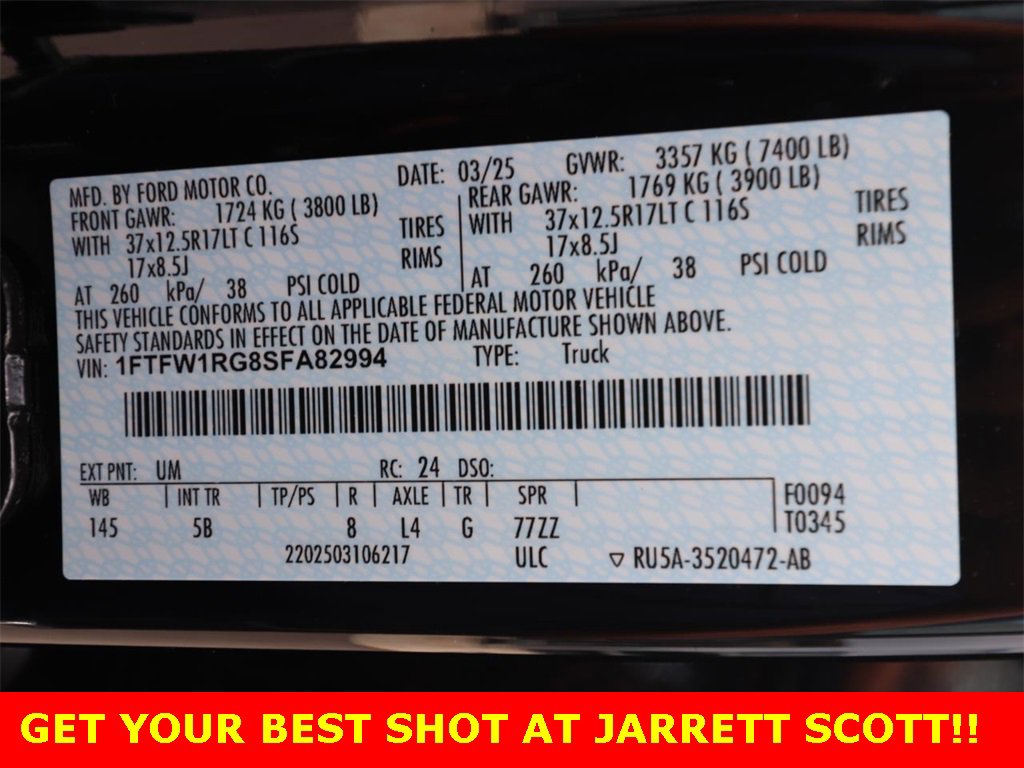 MFD. BY FORD MOTOR CO. DATE: 03/25 GVWR: 3357 KG ( 7400 LB)
FRONT GAWR: 1724 KG ( 3800 LB) REAR GAWR: 1769 KG ( 3900 LB)
WITH 37x12.5R17LT C 116S TIRES WITH 37x12.5R17LT C 116S TIRES
17x8.5J RIMS 17x8.5J RIMS
AT 260 kPa/ 38 PSI COLD AT 260 kPa/ 38 PSI COLD
THIS VEHICLE CONFORMS TO ALL APPLICABLE FEDERAL MOTOR VEHICLE
SAFETY STANDARDS IN EFFECT ON THE DATE OF MANUFACTURE SHOWN ABOVE.
VIN: 1FTFW1RG8SFA82994 TYPE: Truck
EXT PNT: UM RC: 24 DSO:
WB INT TR TP/PS R AXLE TR SPR F0094
145 5B 8 L4 G 77ZZ T0345
2202503106217 ULC ▽ RU5A-3520472-AB
GET YOUR BEST SHOT AT JARRETT SCOTT!!